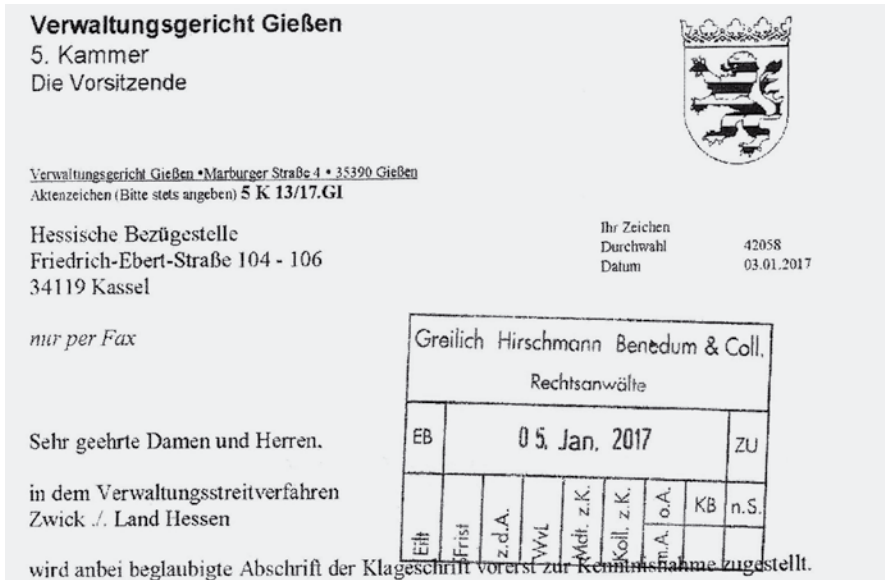 Verwaltungsgericht Gießen
5. Kammer
Die Vorsitzende
Verwaltungsgericht Gießen •Marburger Straße 4 • 35390 Gießen
Aktenzeichen (Bitte stets angeben) 5 K 13/17.GI
Hessische Bezügestelle
Friedrich-Ebert-Straße 104 - 106
34119 Kassel
Ihr Zeichen
Durchwahl 42058
Datum 03.01.2017
nur per Fax
Greilich Hirschmann Benedum & Coll.
Rechtsanwälte
EB 05. Jan. 2017 ZU
Eilt Frist z.d.A. WvL Mdt. z.K. Koll. z.K. m.A. o.A. KB n.S.
Sehr geehrte Damen und Herren,
in dem Verwaltungsstreitverfahren
Zwick ./. Land Hessen
wird anbei beglaubigte Abschrift der Klageschrift vorerst zur Kenntnisnahme zugestellt.